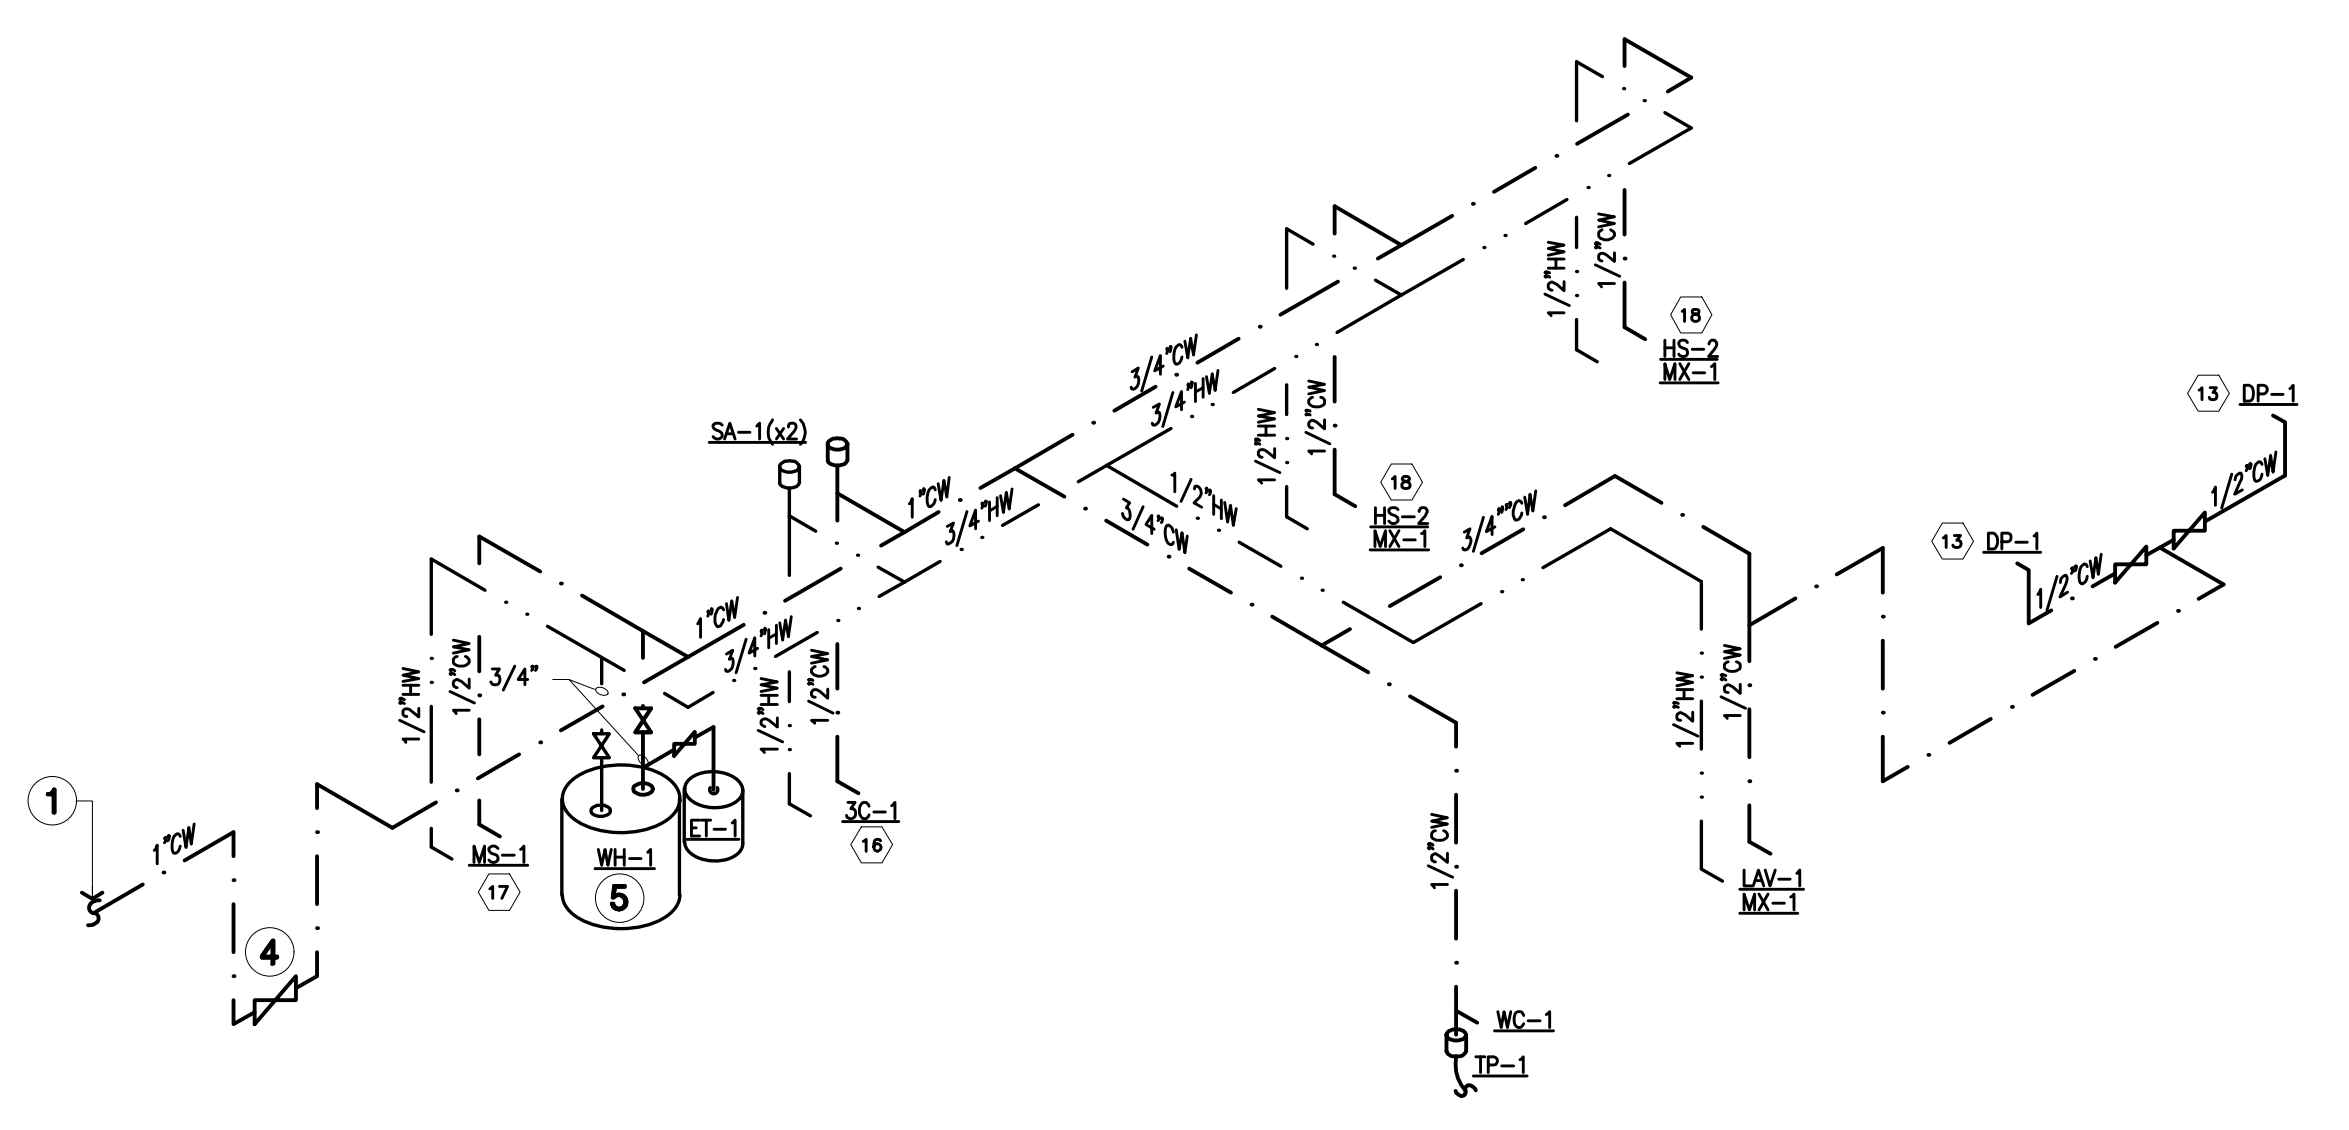 1/2"HW
1/2"CW
18
HS-2
MX-1
3/4"CW
3/4"HW
1/2"HW
1/2"CW
18
HS-2
MX-1
13
DP-1
1/2"CW
13
DP-1
1/2"CW
SA-1(x2)
1"CW
3/4"HW
1/2"HW
3/4"CW
3/4""CW
1"CW
3/4"HW
1/2"HW
1/2"CW
3/4"
1/2"HW
1/2"CW
1/2"HW
1/2"CW
1
1"CW
4
MS-1
17
WH-1
5
ET-1
3C-1
16
1/2"CW
LAV-1
MX-1
WC-1
TP-1